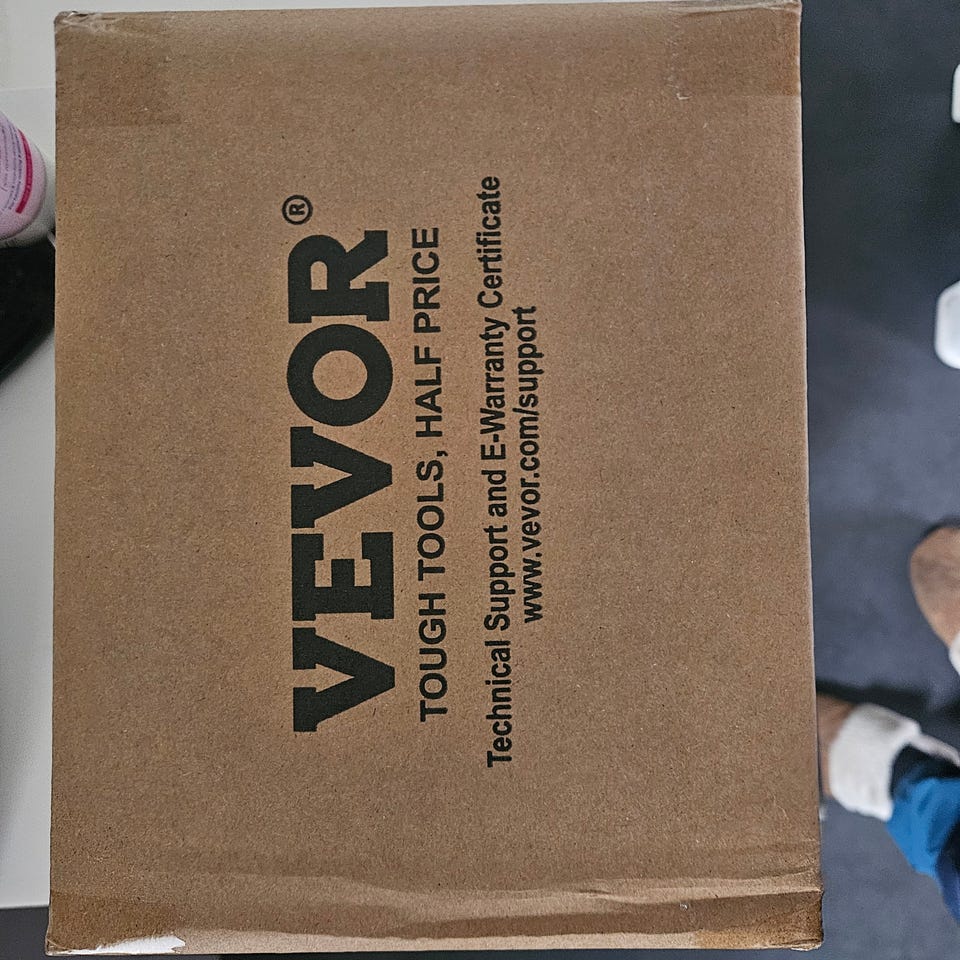 VEVOR®
TOUGH TOOLS, HALF PRICE
Technical Support and E-Warranty Certificate
www.vevor.com/support